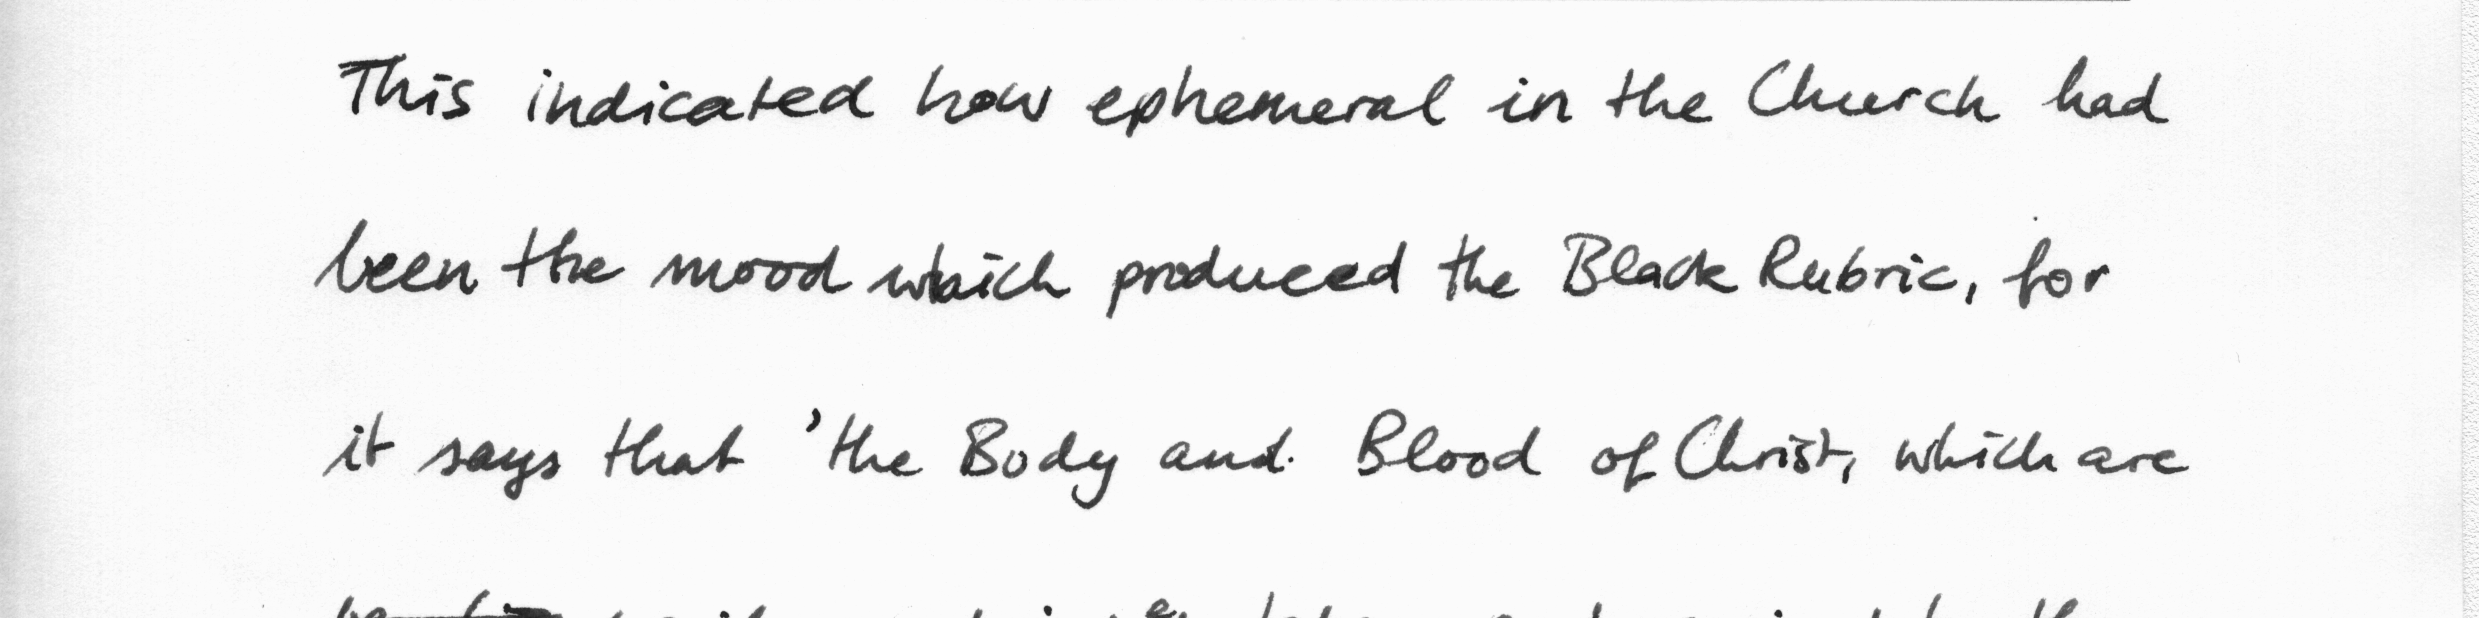 This indicated how ephemeral in the Church had
been the mood which produced the Black Rubric, for
it says that 'the Body and Blood of Christ, which are